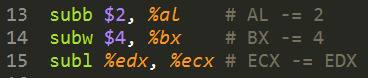 13 subb $2, %al # AL -= 2
14 subw $4, %bx # BX -= 4
15 subl %edx, %ecx # ECX -= EDX